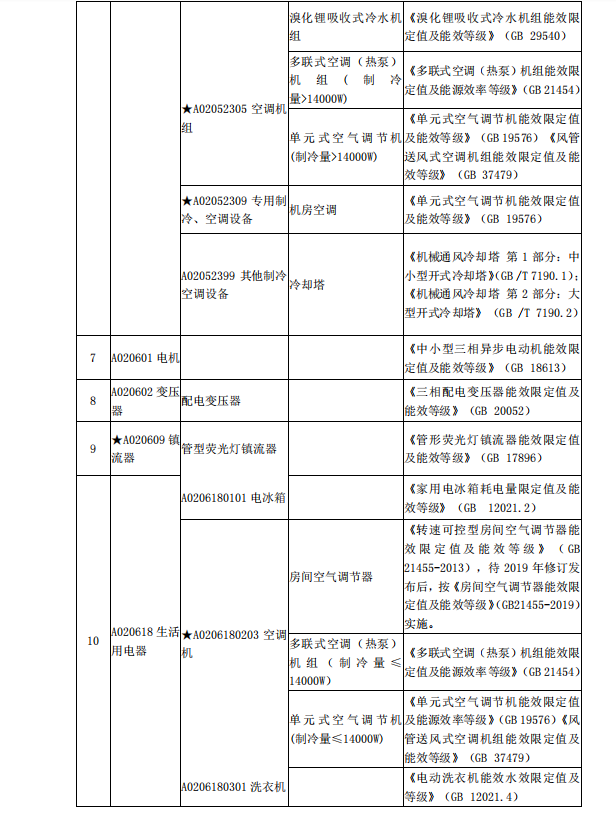 ★A02052305 空调机
组
溴化锂吸收式冷水机
组
《溴化锂吸收式冷水机组能效限
定值及能效等级》（GB 29540）
多联式空调（热泵）
机组(制冷
量>14000W)
《多联式空调（热泵）机组能效限
定值及能源效率等级》（GB 21454）
单元式空气调节机
(制冷量>14000W)
《单元式空气调节机能效限定值
及能效等级》（GB 19576）《风管
送风式空调机组能效限定值及能
效等级》（GB 37479）
★A02052309 专用制
冷、空调设备
机房空调
《单元式空气调节机能效限定值
及能效等级》（GB 19576）
A02052399 其他制冷
空调设备
冷却塔
《机械通风冷却塔 第 1 部分：中
小型开式冷却塔》（GB /T 7190.1）；
《机械通风冷却塔 第 2 部分：大
型开式冷却塔》（GB /T 7190.2）
7
A020601 电机
《中小型三相异步电动机能效限
定值及能效等级》（GB 18613）
8
A020602 变压
器
配电变压器
《三相配电变压器能效限定值及
能效等级》（GB 20052）
9
★A020609 镇
流器
管型荧光灯镇流器
《管形荧光灯镇流器能效限定值
及能效等级》（GB 17896）
10
A020618 生活
用电器
A0206180101 电冰箱
《家用电冰箱耗电量限定值及能
效等级》（GB 12021.2）
★A0206180203 空调
机
房间空气调节器
《转速可控型房间空气调节器能
效限定值及能效等级》（GB
21455-2013），待 2019 年修订发
布后，按《房间空气调节器能效限
定值及能效等级》（GB21455-2019）
实施。
多联式空调（热泵）
机组（制冷量≤
14000W）
《多联式空调（热泵）机组能效限
定值及能源效率等级》（GB 21454）
单元式空气调节机
(制冷量≤14000W)
《单元式空气调节机能效限定值
及能源效率等级》（GB 19576）《风
管送风式空调机组能效限定值及
能效等级》（GB 37479）
A0206180301 洗衣机
《电动洗衣机能效水效限定值及
等级》（GB 12021.4）